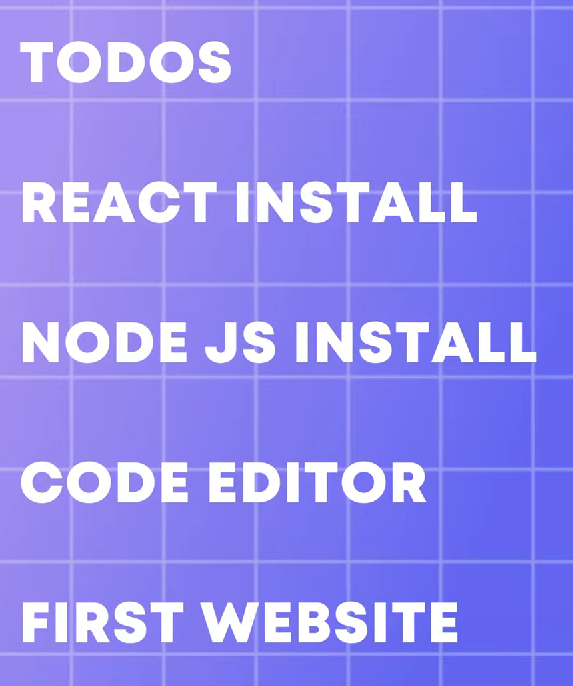 TODOS
REACT INSTALL
NODE JS INSTALL
CODE EDITOR
FIRST WEBSITE